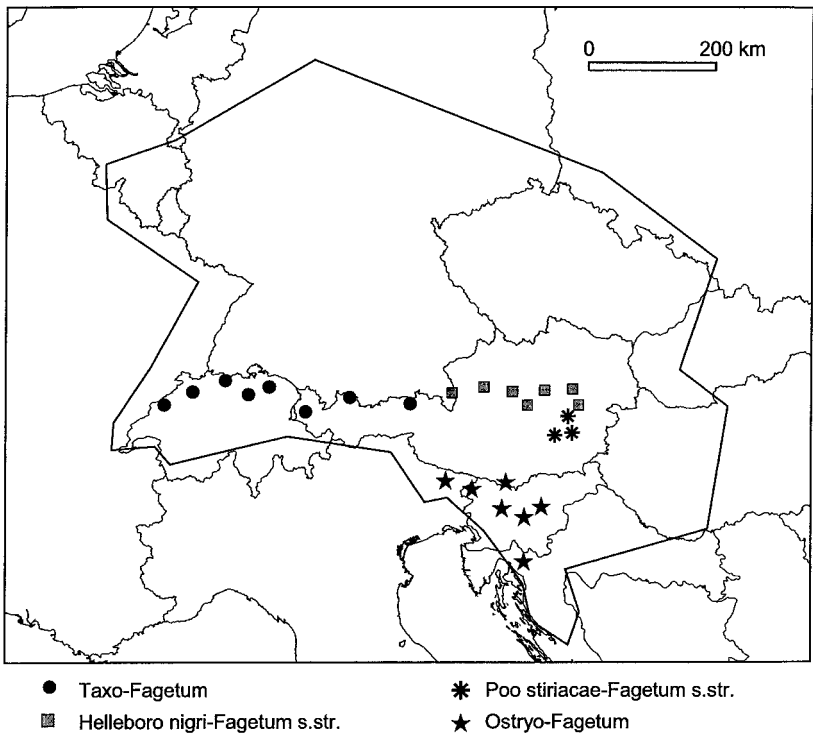 0 200 km
Taxo-Fagetum
Poo stiriacae-Fagetum s.str.
Helleboro nigri-Fagetum s.str.
Ostryo-Fagetum